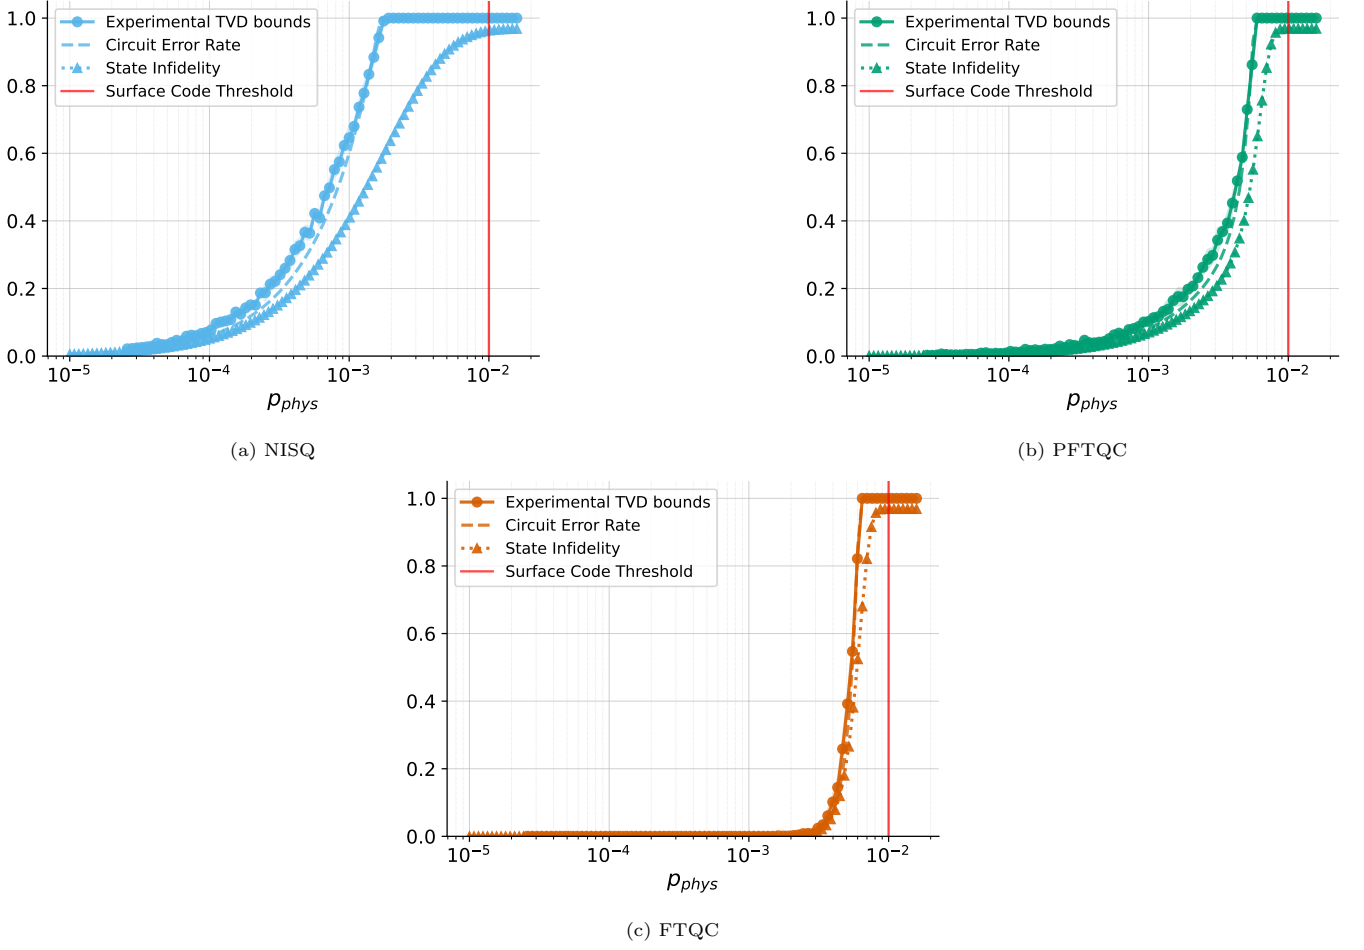 1.0
0.8
0.6
0.4
0.2
0.0
Experimental TVD bounds
Circuit Error Rate
State Infidelity
Surface Code Threshold
10⁻⁵ 10⁻⁴ 10⁻³ 10⁻²
p_phys
(a) NISQ
1.0
0.8
0.6
0.4
0.2
0.0
Experimental TVD bounds
Circuit Error Rate
State Infidelity
Surface Code Threshold
10⁻⁵ 10⁻⁴ 10⁻³ 10⁻²
p_phys
(b) PFTQC
1.0
0.8
0.6
0.4
0.2
0.0
Experimental TVD bounds
Circuit Error Rate
State Infidelity
Surface Code Threshold
10⁻⁵ 10⁻⁴ 10⁻³ 10⁻²
p_phys
(c) FTQC